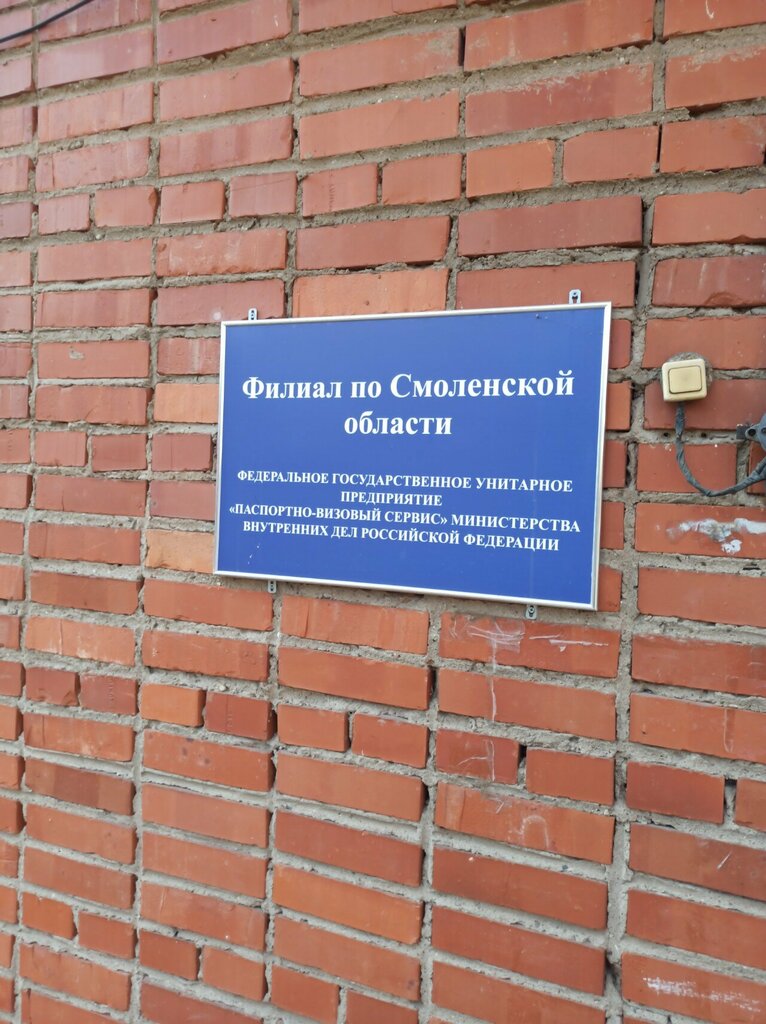 Филиал по Смоленской
области
ФЕДЕРАЛЬНОЕ ГОСУДАРСТВЕННОЕ УНИТАРНОЕ
ПРЕДПРИЯТИЕ
«ПАСПОРТНО-ВИЗОВЫЙ СЕРВИС» МИНИСТЕРСТВА
ВНУТРЕННИХ ДЕЛ РОССИЙСКОЙ ФЕДЕРАЦИИ